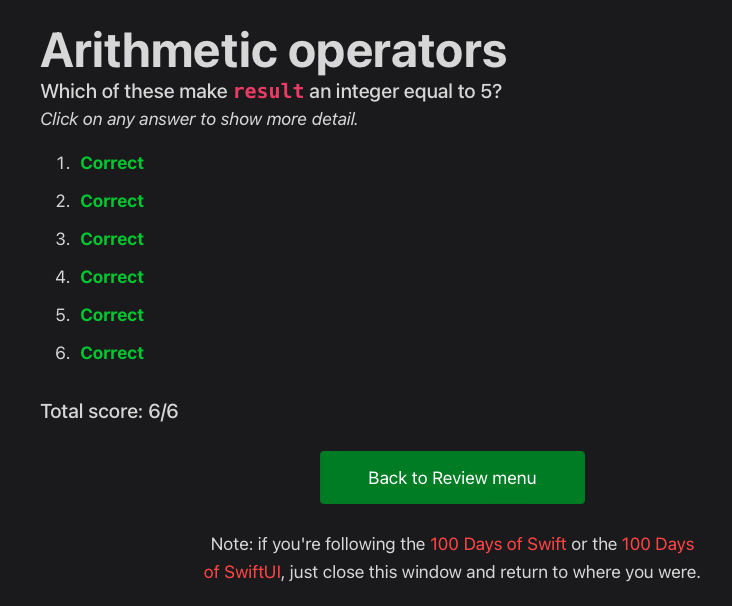 Arithmetic operators
Which of these make result an integer equal to 5?
Click on any answer to show more detail.
1. Correct
2. Correct
3. Correct
4. Correct
5. Correct
6. Correct
Total score: 6/6
Back to Review menu
Note: if you're following the 100 Days of Swift or the 100 Days
of SwiftUI, just close this window and return to where you were.